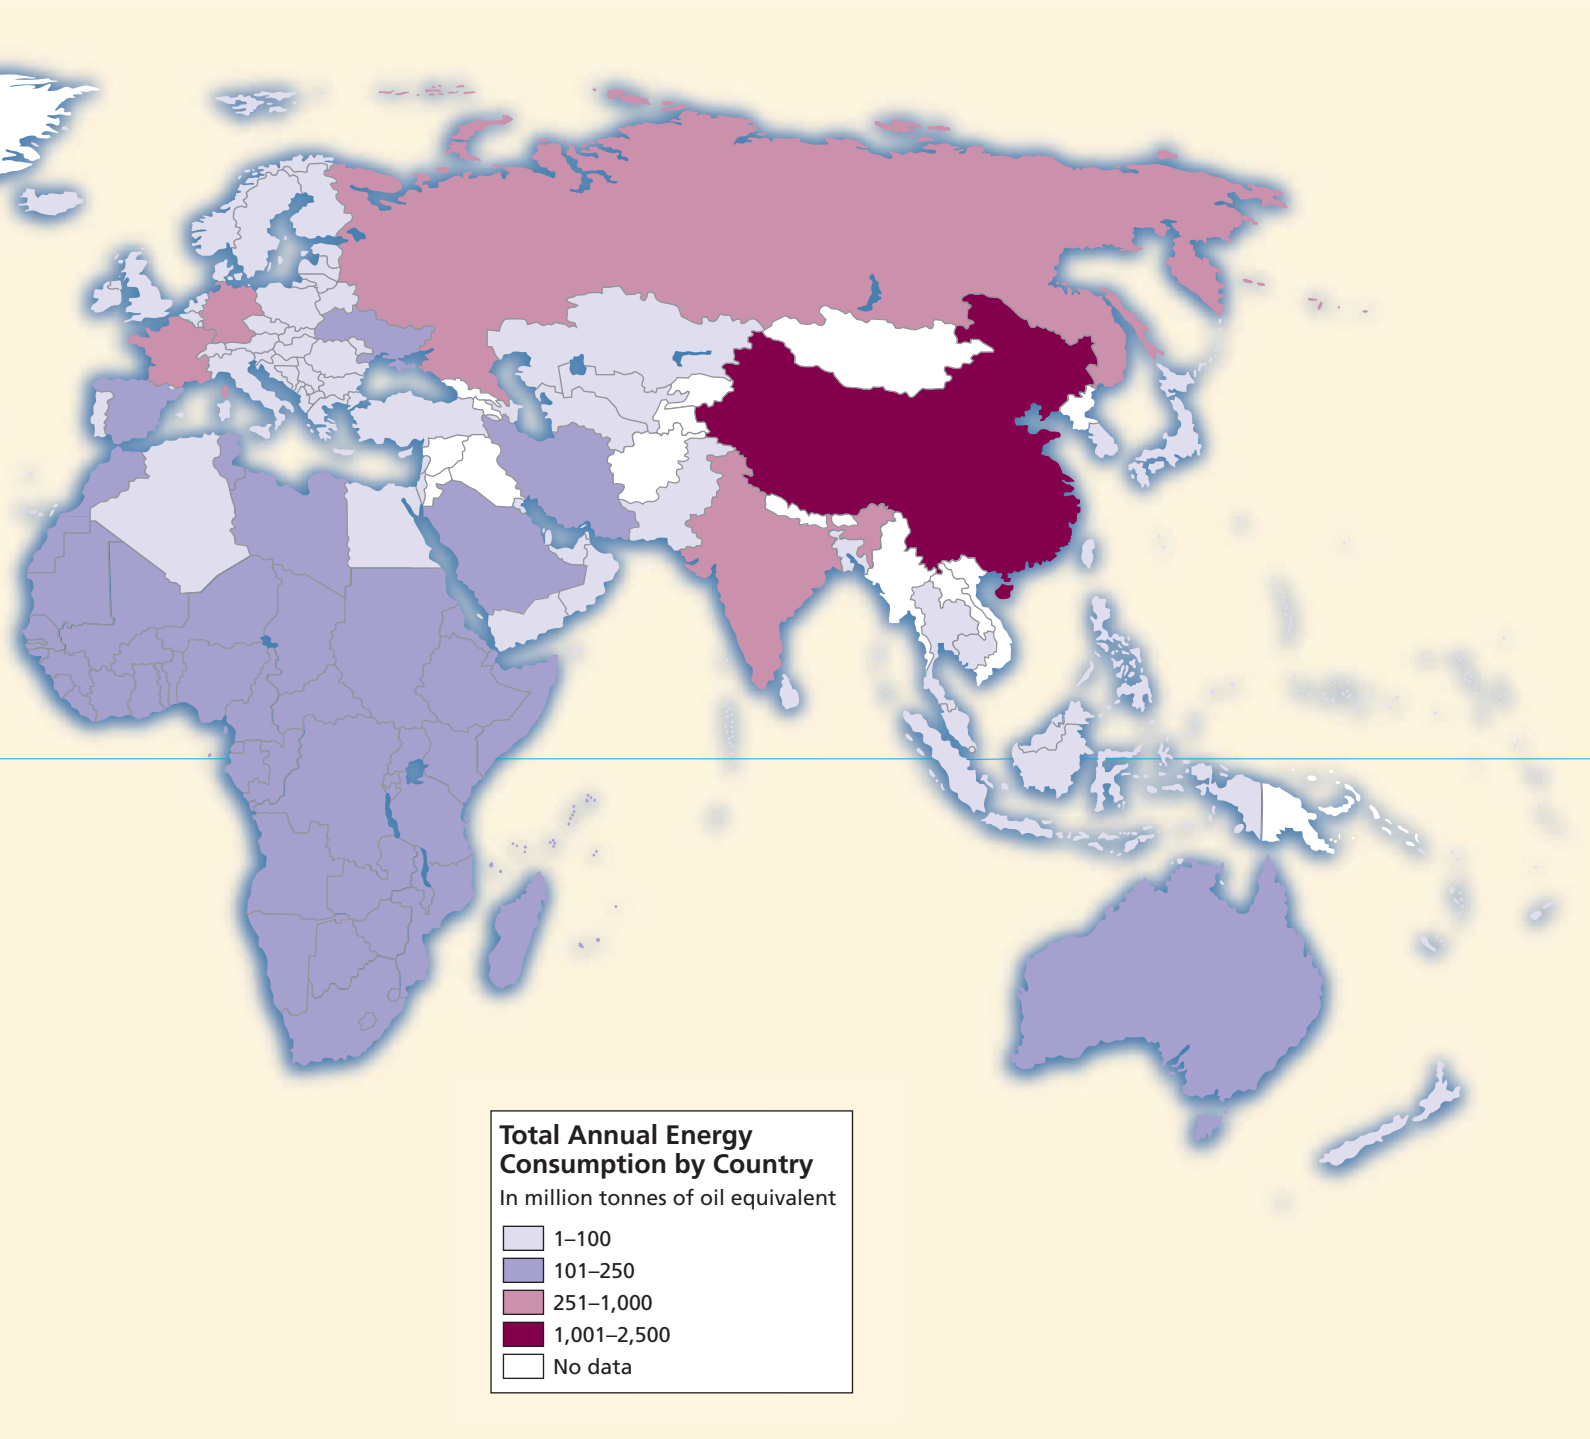 Total Annual Energy
Consumption by Country
In million tonnes of oil equivalent
1–100
101–250
251–1,000
1,001–2,500
No data